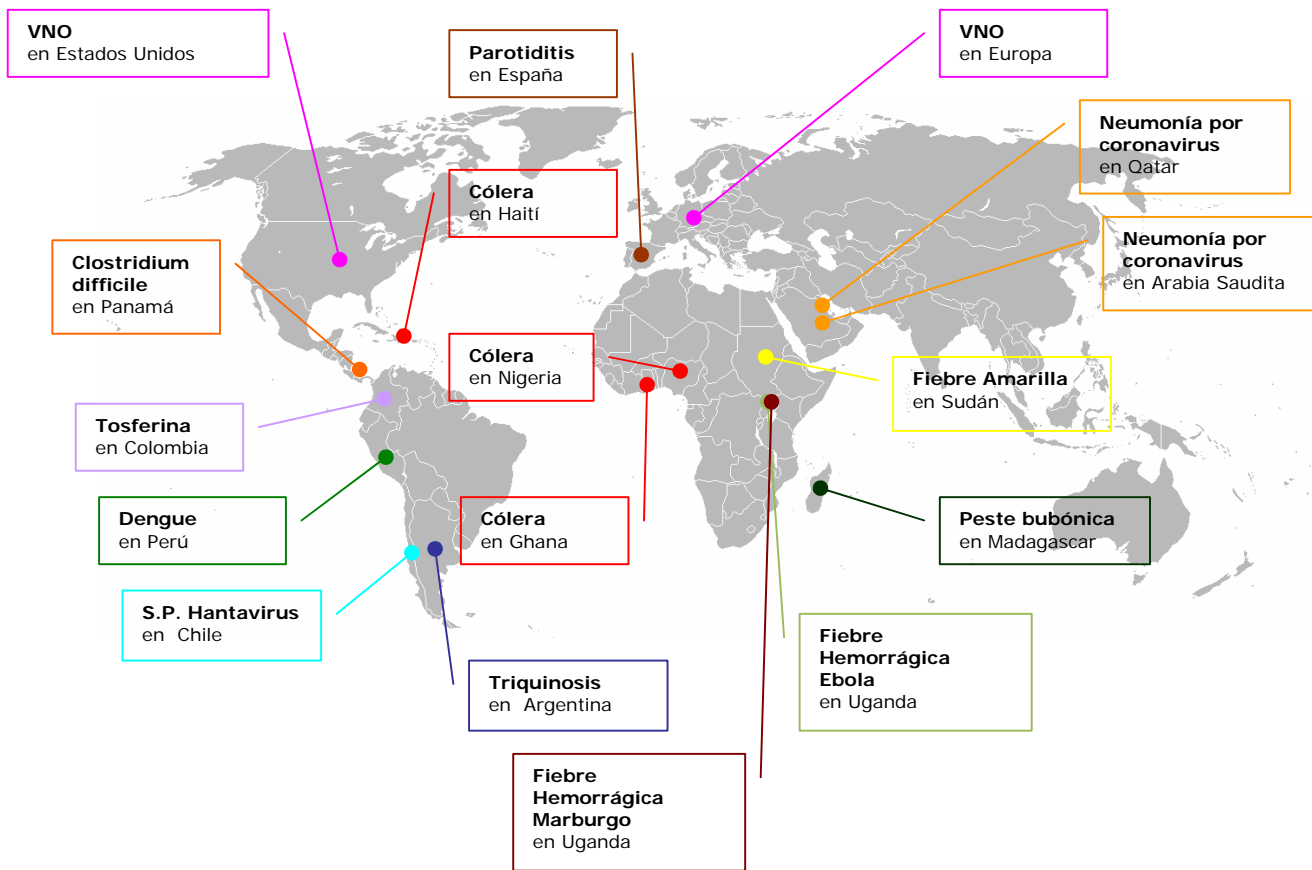 VNO
en Estados Unidos
Parotiditis
en España
VNO
en Europa
Neumonía por
coronavirus
en Qatar
Cólera
en Haití
Neumonía por
coronavirus
en Arabia Saudita
Clostridium
difficile
en Panamá
Cólera
en Nigeria
Fiebre Amarilla
en Sudán
Tosferina
en Colombia
Dengue
en Perú
Cólera
en Ghana
Peste bubónica
en Madagascar
S.P. Hantavirus
en  Chile
Fiebre
Hemorrágica
Ebola
en Uganda
Triquinosis
en  Argentina
Fiebre
Hemorrágica
Marburgo
en Uganda